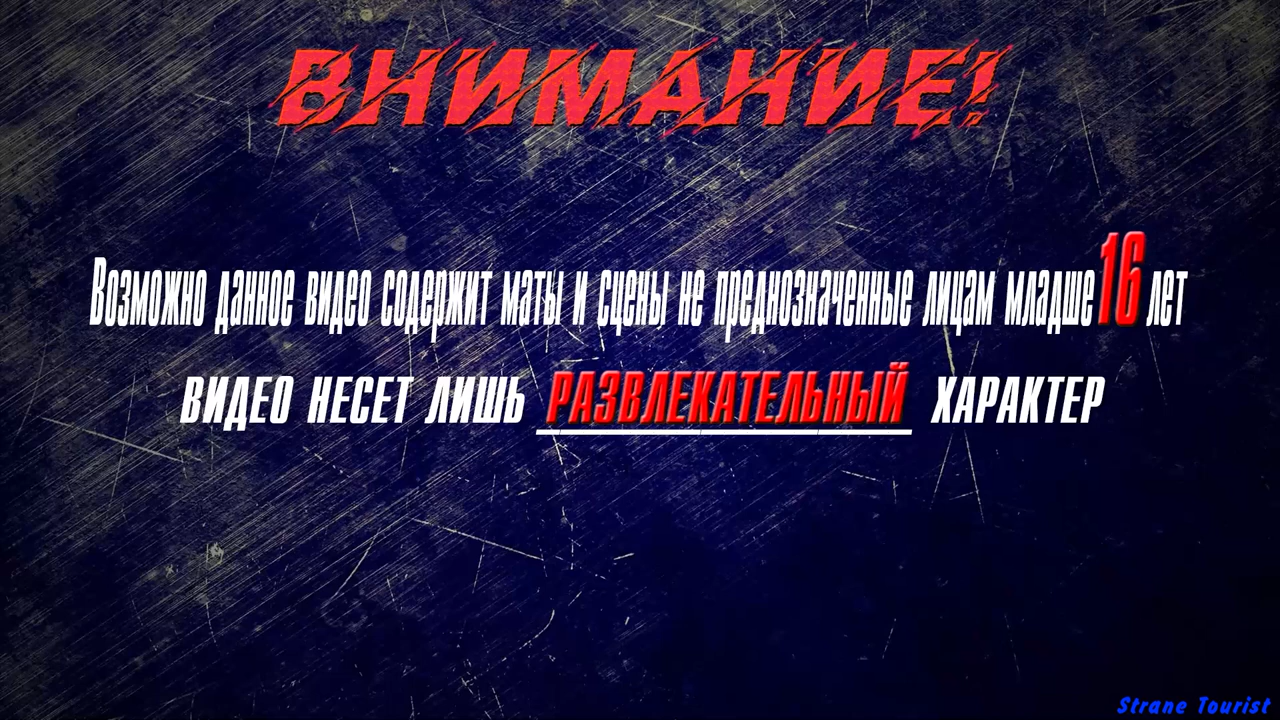 ВНИМАНИЕ!
Возможно данное видео содержит маты и сцены не преднозначенные лицам младше 16 лет
ВИДЕО НЕСЕТ ЛИШЬ РАЗВЛЕКАТЕЛЬНЫЙ ХАРАКТЕР
Strane Tourist